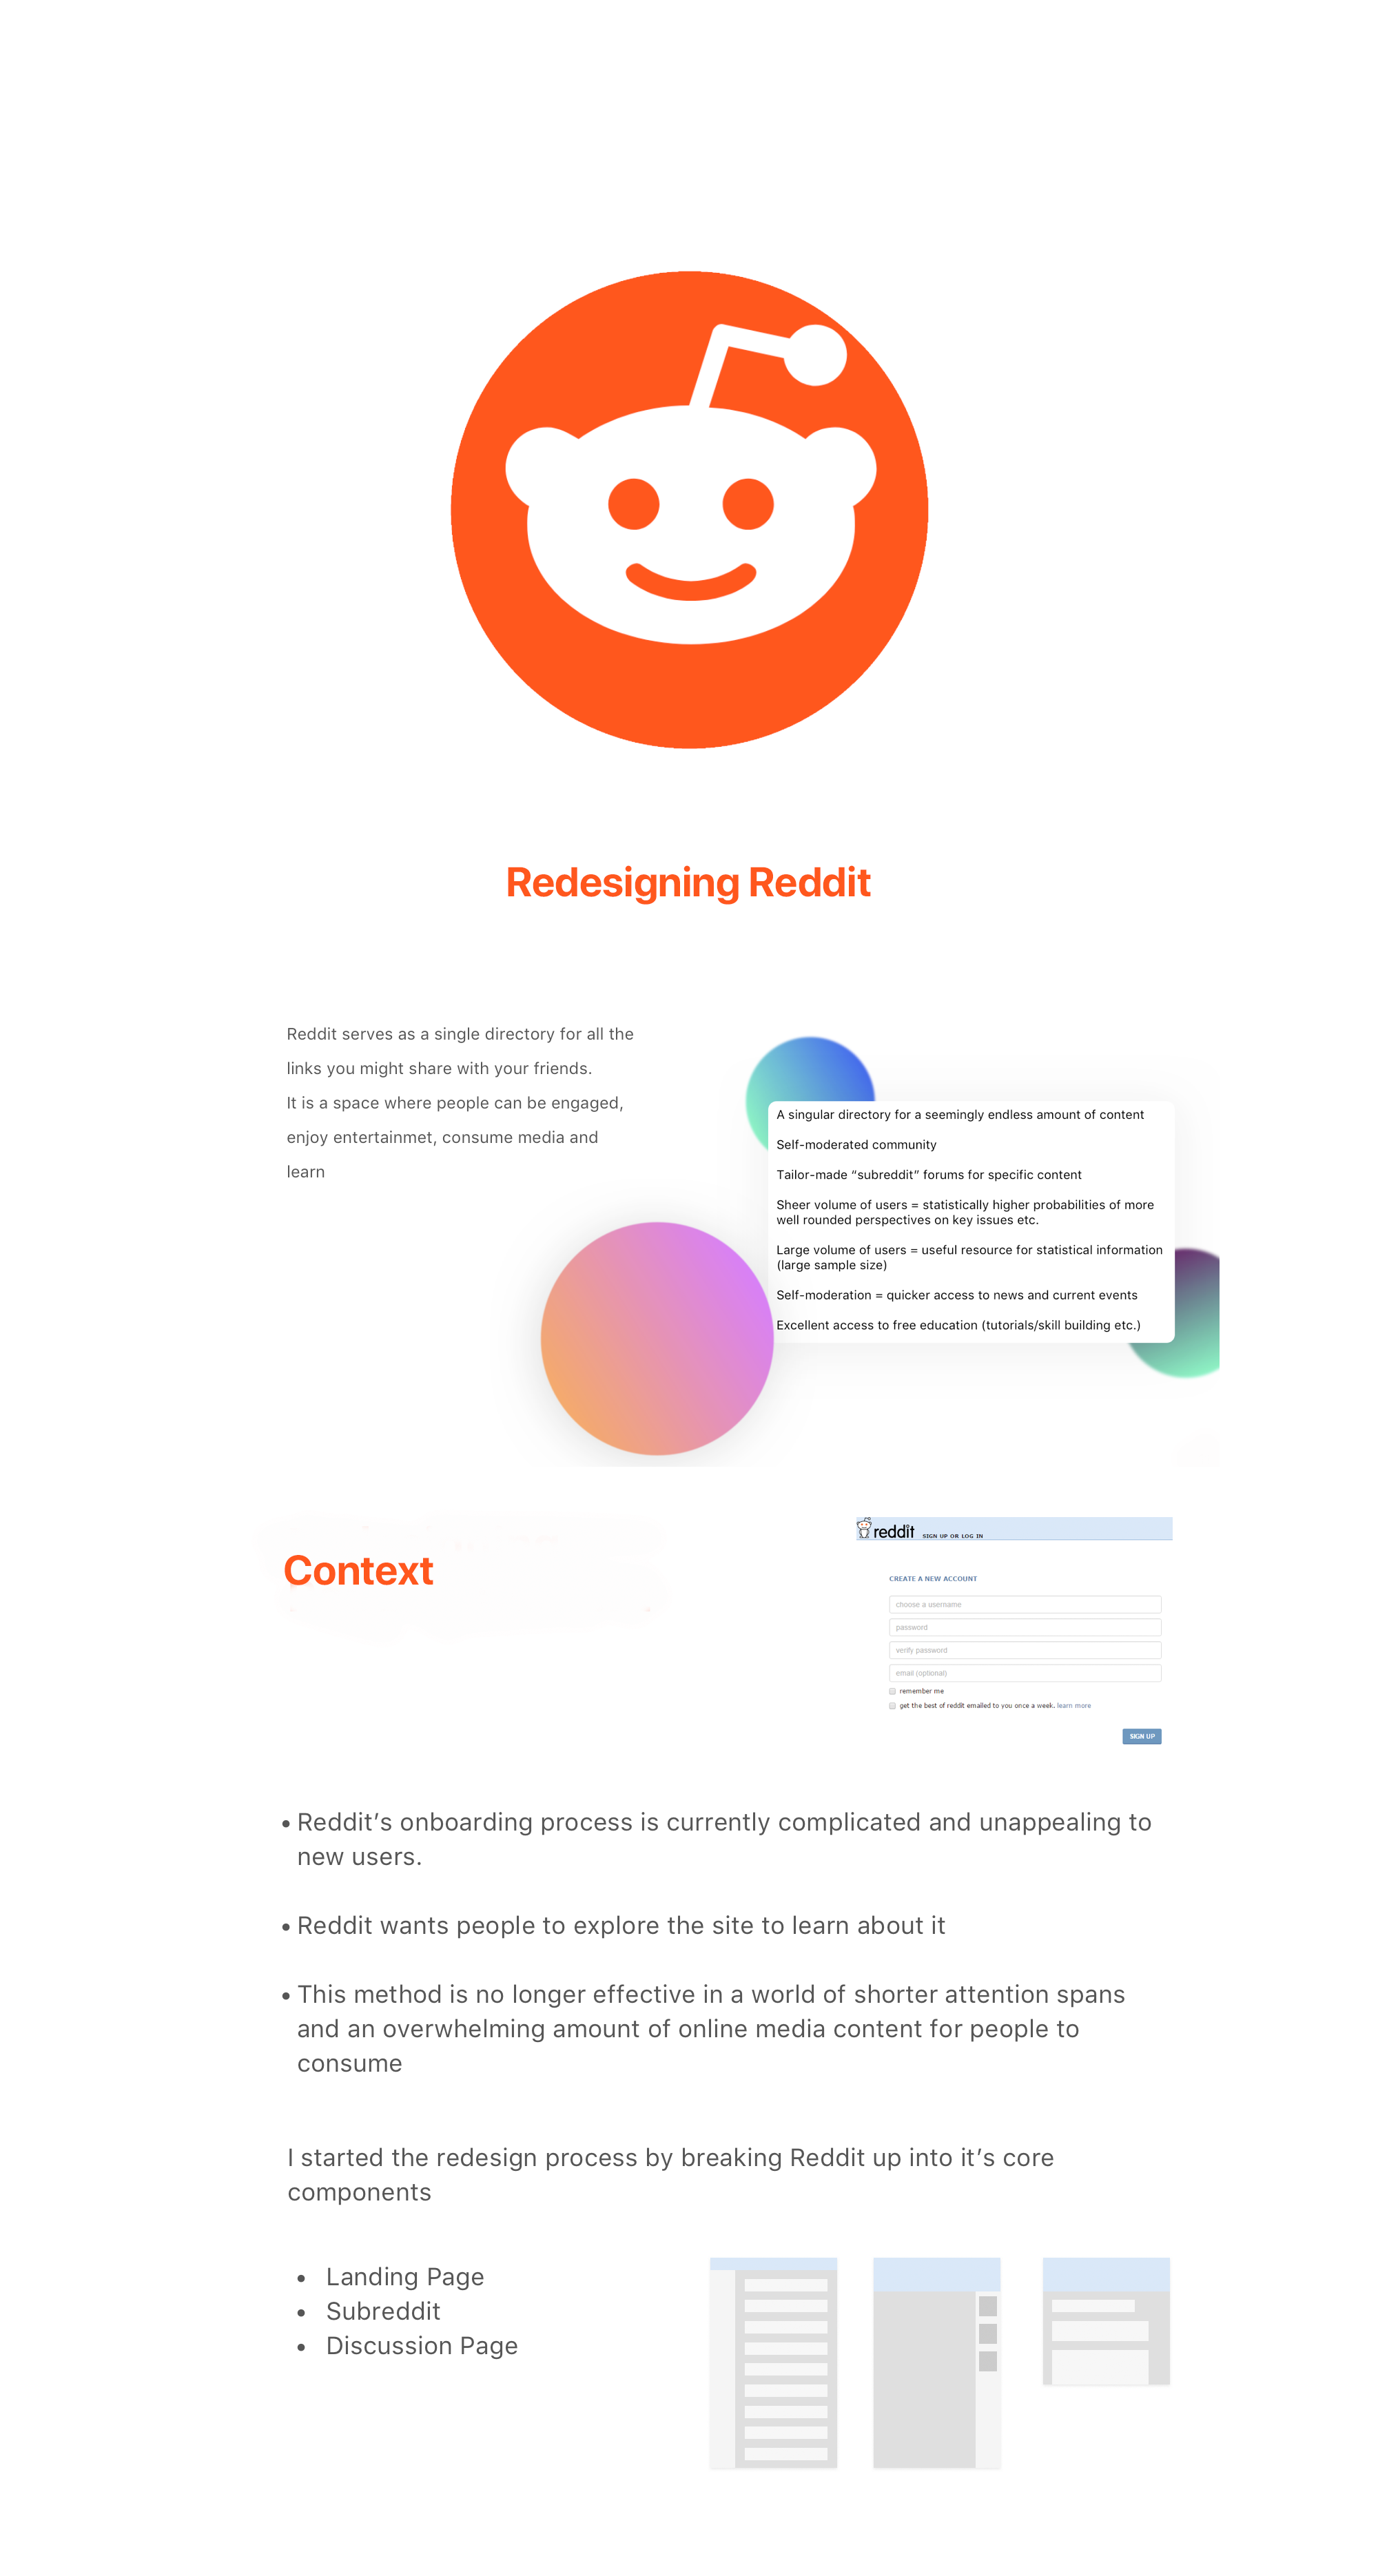 Redesigning Reddit
Reddit serves as a single directory for all the
links you might share with your friends.
It is a space where people can be engaged,
enjoy entertainmet, consume media and
learn
A singular directory for a seemingly endless amount of content
Self-moderated community
Tailor-made “subreddit” forums for specific content
Sheer volume of users = statistically higher probabilities of more
well rounded perspectives on key issues etc.
Large volume of users = useful resource for statistical information
(large sample size)
Self-moderation = quicker access to news and current events
Excellent access to free education (tutorials/skill building etc.)
Context
reddit SIGN UP OR LOG IN
CREATE A NEW ACCOUNT
choose a username
password
verify password
email (optional)
remember me
get the best of reddit emailed to you once a week. learn more
SIGN UP
• Reddit’s onboarding process is currently complicated and unappealing to
new users.
• Reddit wants people to explore the site to learn about it
• This method is no longer effective in a world of shorter attention spans
and an overwhelming amount of online media content for people to
consume
I started the redesign process by breaking Reddit up into it’s core
components
• Landing Page
• Subreddit
• Discussion Page